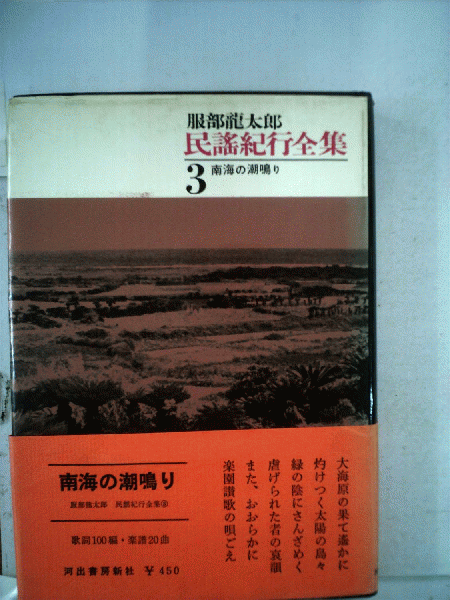 服部龍太郎
民謡紀行全集
3 南海の潮鳴り
大海原の果て遙かに
灼けつく太陽の島々
緑の陰にさんざめく
虐げられた者の哀韻
また、おおらかに
楽園讃歌の唄ごえ
南海の潮鳴り
服部龍太郎 民謡紀行全集③
歌詞100編・楽譜20曲
河出書房新社 ¥450